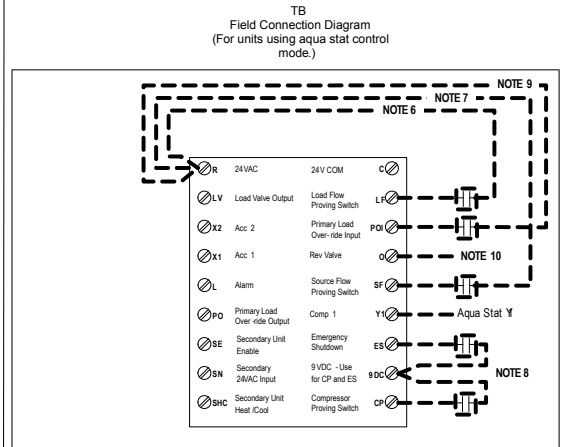 TB
Field Connection Diagram
(For units using aqua stat control
mode.)
NOTE 9
NOTE 7
NOTE 6
R 24VAC 24V COM C
LV Load Valve Output Load Flow
Proving Switch LF
X2 Acc 2 Primary Load
Over-ride Input POI
X1 Acc 1 Rev Valve O NOTE 10
L Alarm Source Flow
Proving Switch SF
PO Primary Load
Over -ride Output Comp 1 Y1 Aqua Stat Y1
SE Secondary Unit
Enable Emergency
Shutdown ES
SN Secondary
24VAC Input 9 VDC - Use
for CP and ES 9 DC NOTE 8
SHC Secondary Unit
Heat /Cool Compressor
Proving Switch CP